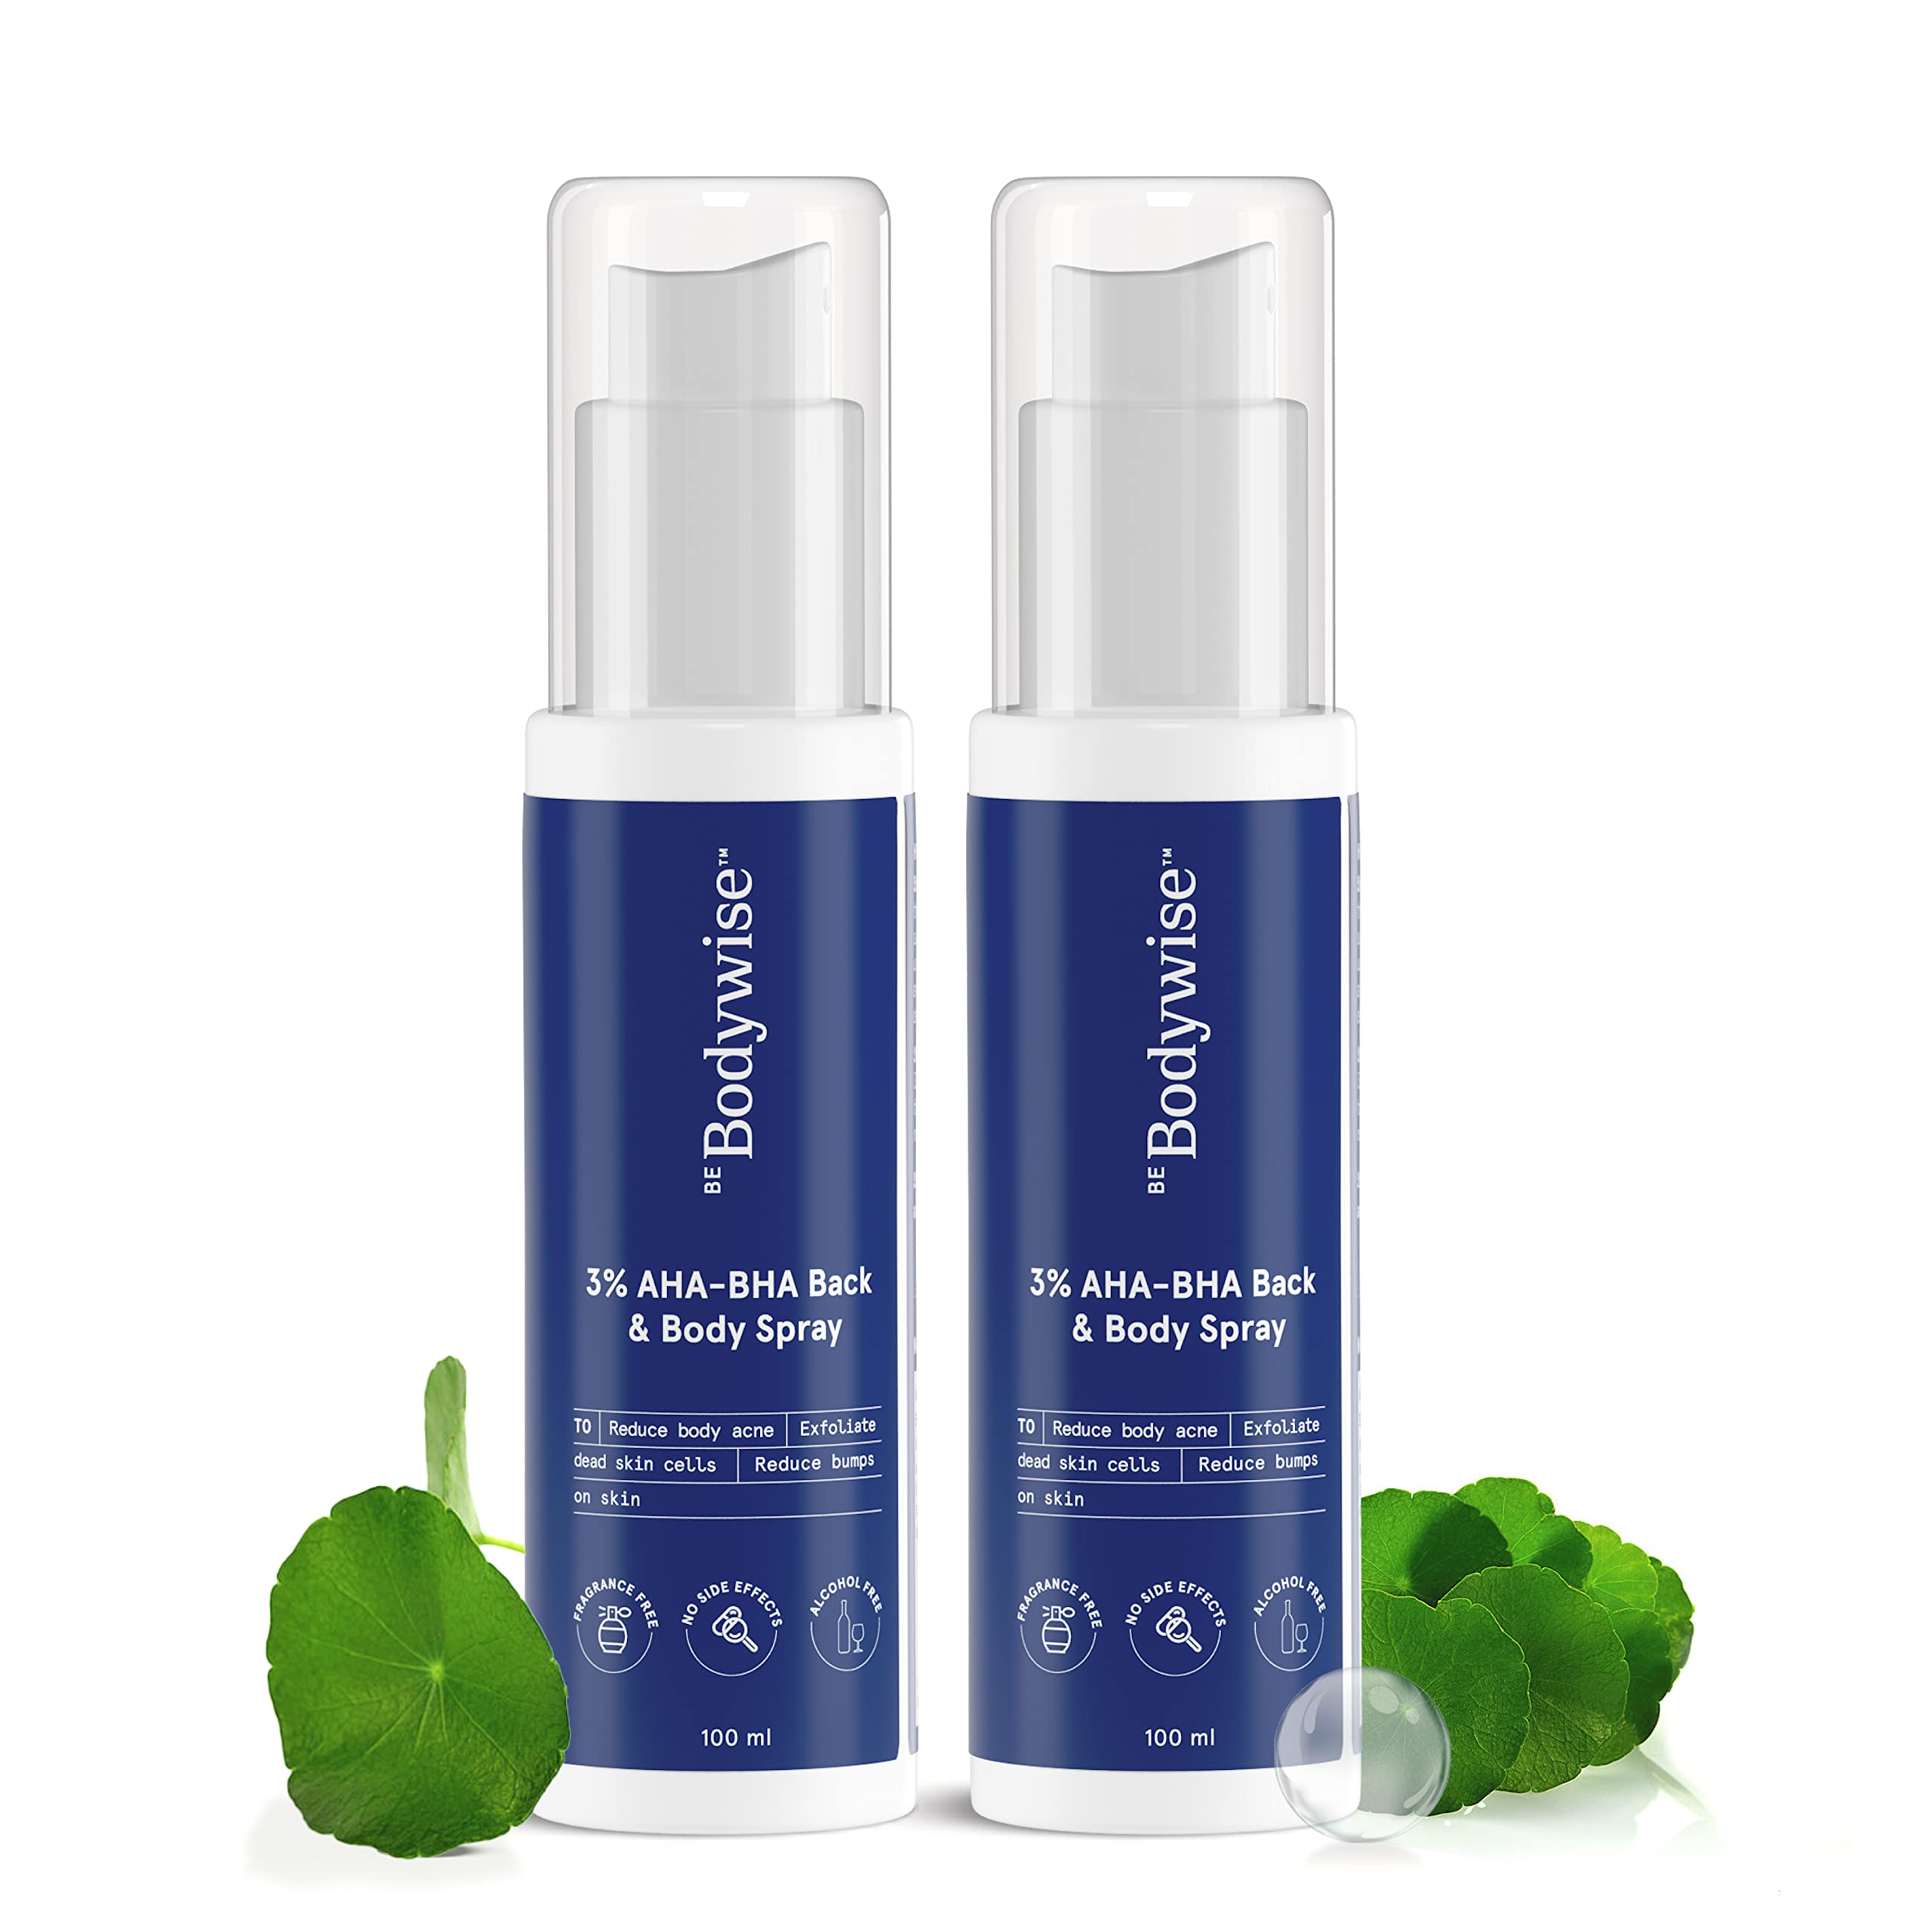 BE Bodywise™
3% AHA-BHA Back
& Body Spray
TO Reduce body acne Exfoliate
dead skin cells Reduce bumps
on skin
FRAGRANCE FREE NO SIDE EFFECTS ALCOHOL FREE
100 ml
BE Bodywise™
3% AHA-BHA Back
& Body Spray
TO Reduce body acne Exfoliate
dead skin cells Reduce bumps
on skin
FRAGRANCE FREE NO SIDE EFFECTS ALCOHOL FREE
100 ml